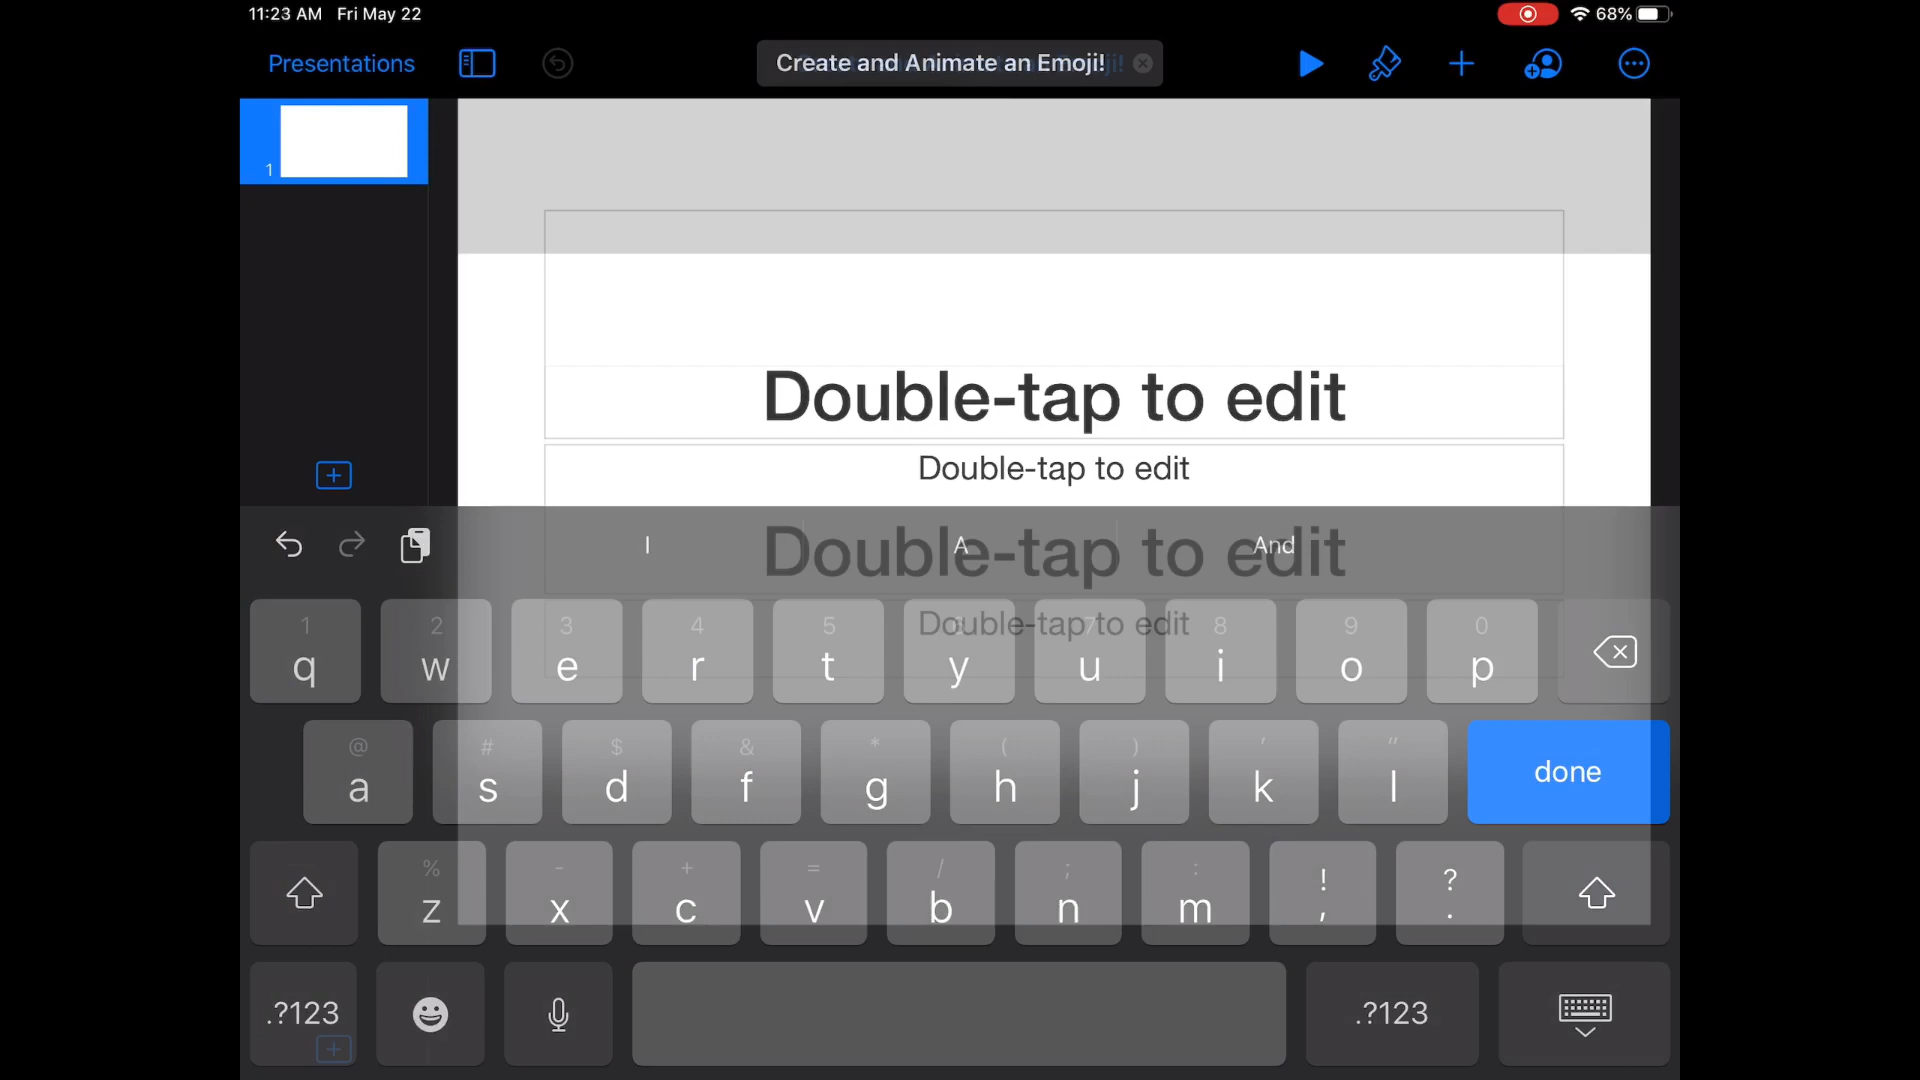 11:23 AM Fri May 22
68%
Presentations
Create and Animate an Emoji!
1
Double-tap to edit
Double-tap to edit
I A And
Double-tap to edit
Double-tap to edit
1 2 3 4 5 6 7 8 9 0
q w e r t y u i o p
@ # $ & * ( ) ' "
a s d f g h j k l done
% - + = / ; : ! ?
z x c v b n m , .
.?123 .?123